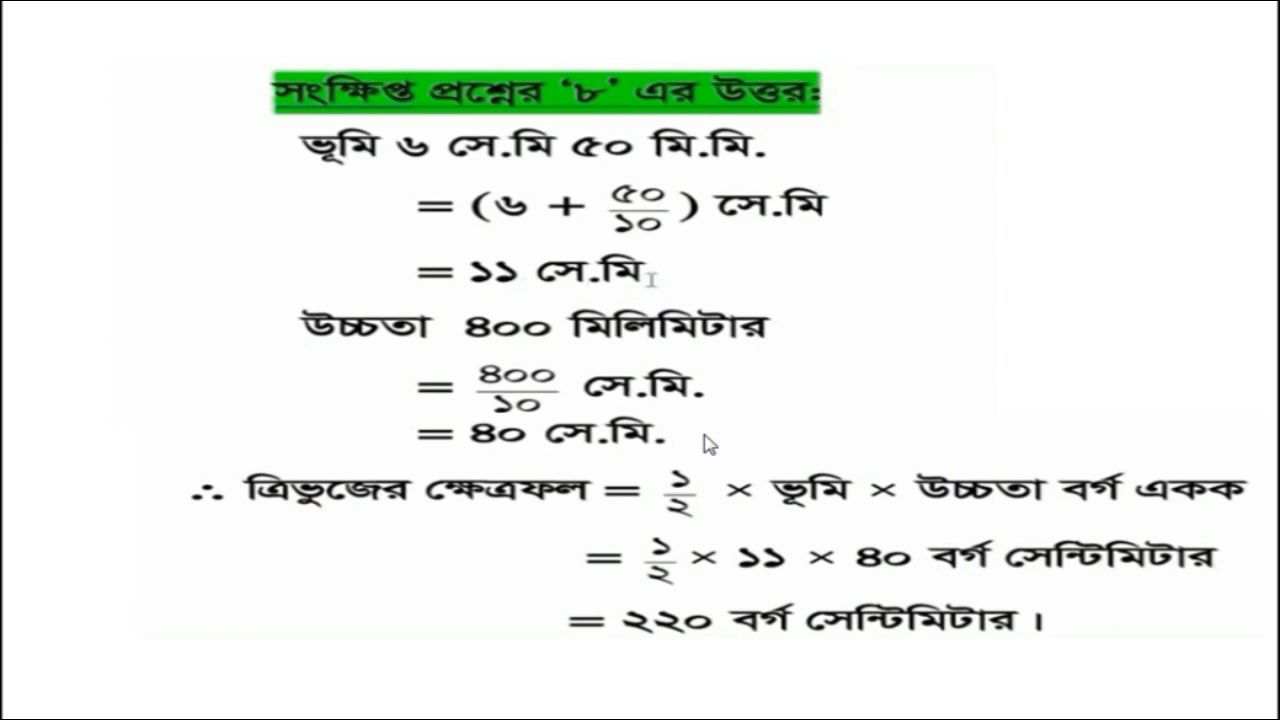 সংক্ষিপ্ত প্রশ্নের ‘৮’ এর উত্তর:
ভূমি ৬ সে.মি ৫০ মি.মি.
= (৬ + ৫০/১০) সে.মি
= ১১ সে.মি
উচ্চতা ৪০০ মিলিমিটার
= ৪০০/১০ সে.মি.
= ৪০ সে.মি.
∴ ত্রিভুজের ক্ষেত্রফল = ১/২ × ভূমি × উচ্চতা বর্গ একক
= ১/২ × ১১ × ৪০ বর্গ সেন্টিমিটার
= ২২০ বর্গ সেন্টিমিটার ।